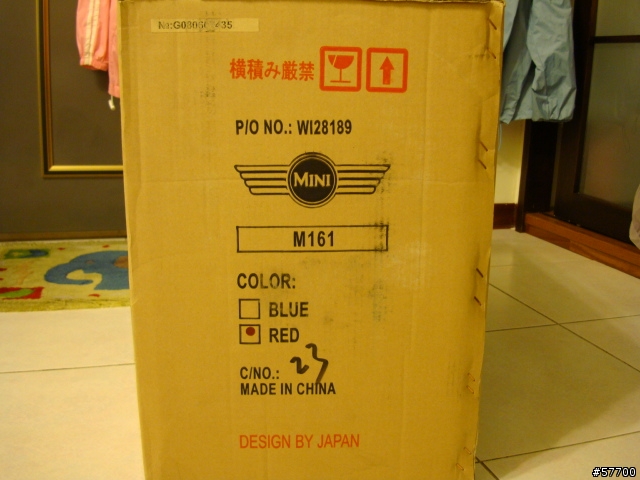 横積み厳禁
P/O NO.: WI28189
MINI
M161
COLOR:
BLUE
RED
C/NO.: 23
MADE IN CHINA
DESIGN BY JAPAN
#57700